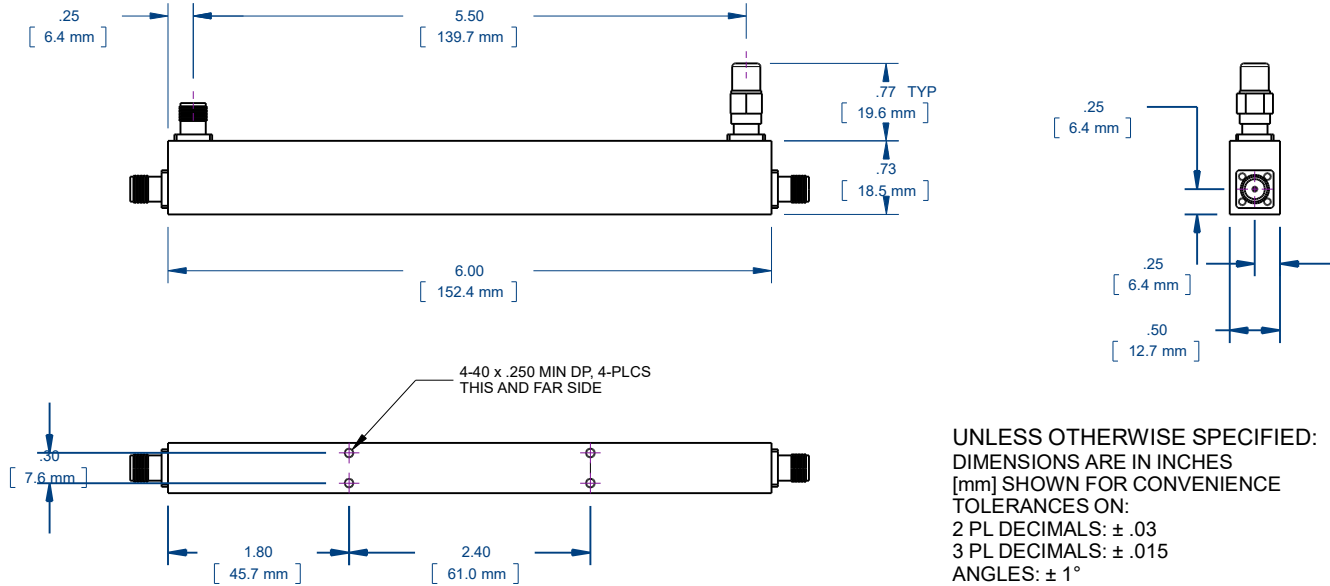 .25
[ 6.4 mm ]
5.50
[ 139.7 mm ]
.77 TYP
[ 19.6 mm ]
.73
[ 18.5 mm ]
6.00
[ 152.4 mm ]
.25
[ 6.4 mm ]
.25
[ 6.4 mm ]
.50
[ 12.7 mm ]
4-40 x .250 MIN DP, 4-PLCS
THIS AND FAR SIDE
.30
[ 7.6 mm ]
1.80
[ 45.7 mm ]
2.40
[ 61.0 mm ]
UNLESS OTHERWISE SPECIFIED:
DIMENSIONS ARE IN INCHES
[mm] SHOWN FOR CONVENIENCE
TOLERANCES ON:
2 PL DECIMALS: ± .03
3 PL DECIMALS: ± .015
ANGLES: ± 1°